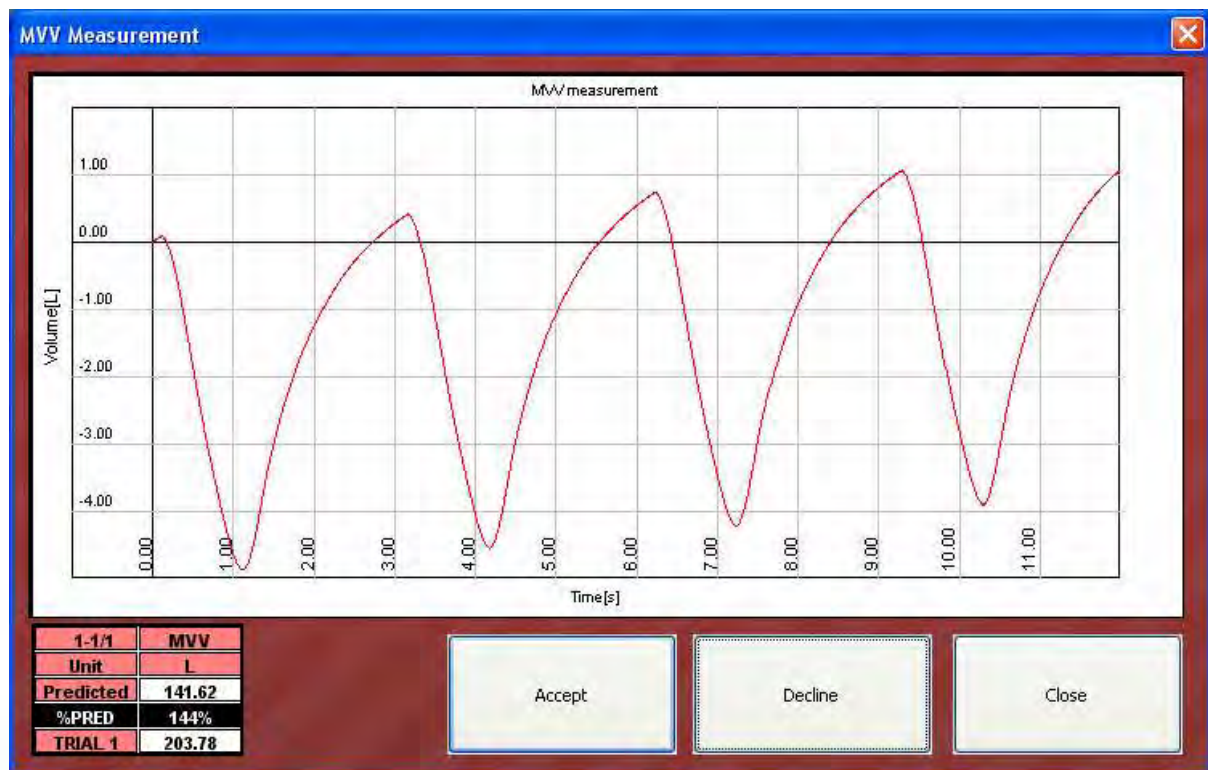 MVV Measurement
MVV measurement
1.00
0.00
-1.00
-2.00
-3.00
-4.00
Volume[L]
0.00 1.00 2.00 3.00 4.00 5.00 6.00 7.00 8.00 9.00 10.00 11.00
Time[s]
1-1/1 MVV
Unit L
Predicted 141.62
%PRED 144%
TRIAL 1 203.78
Accept Decline Close